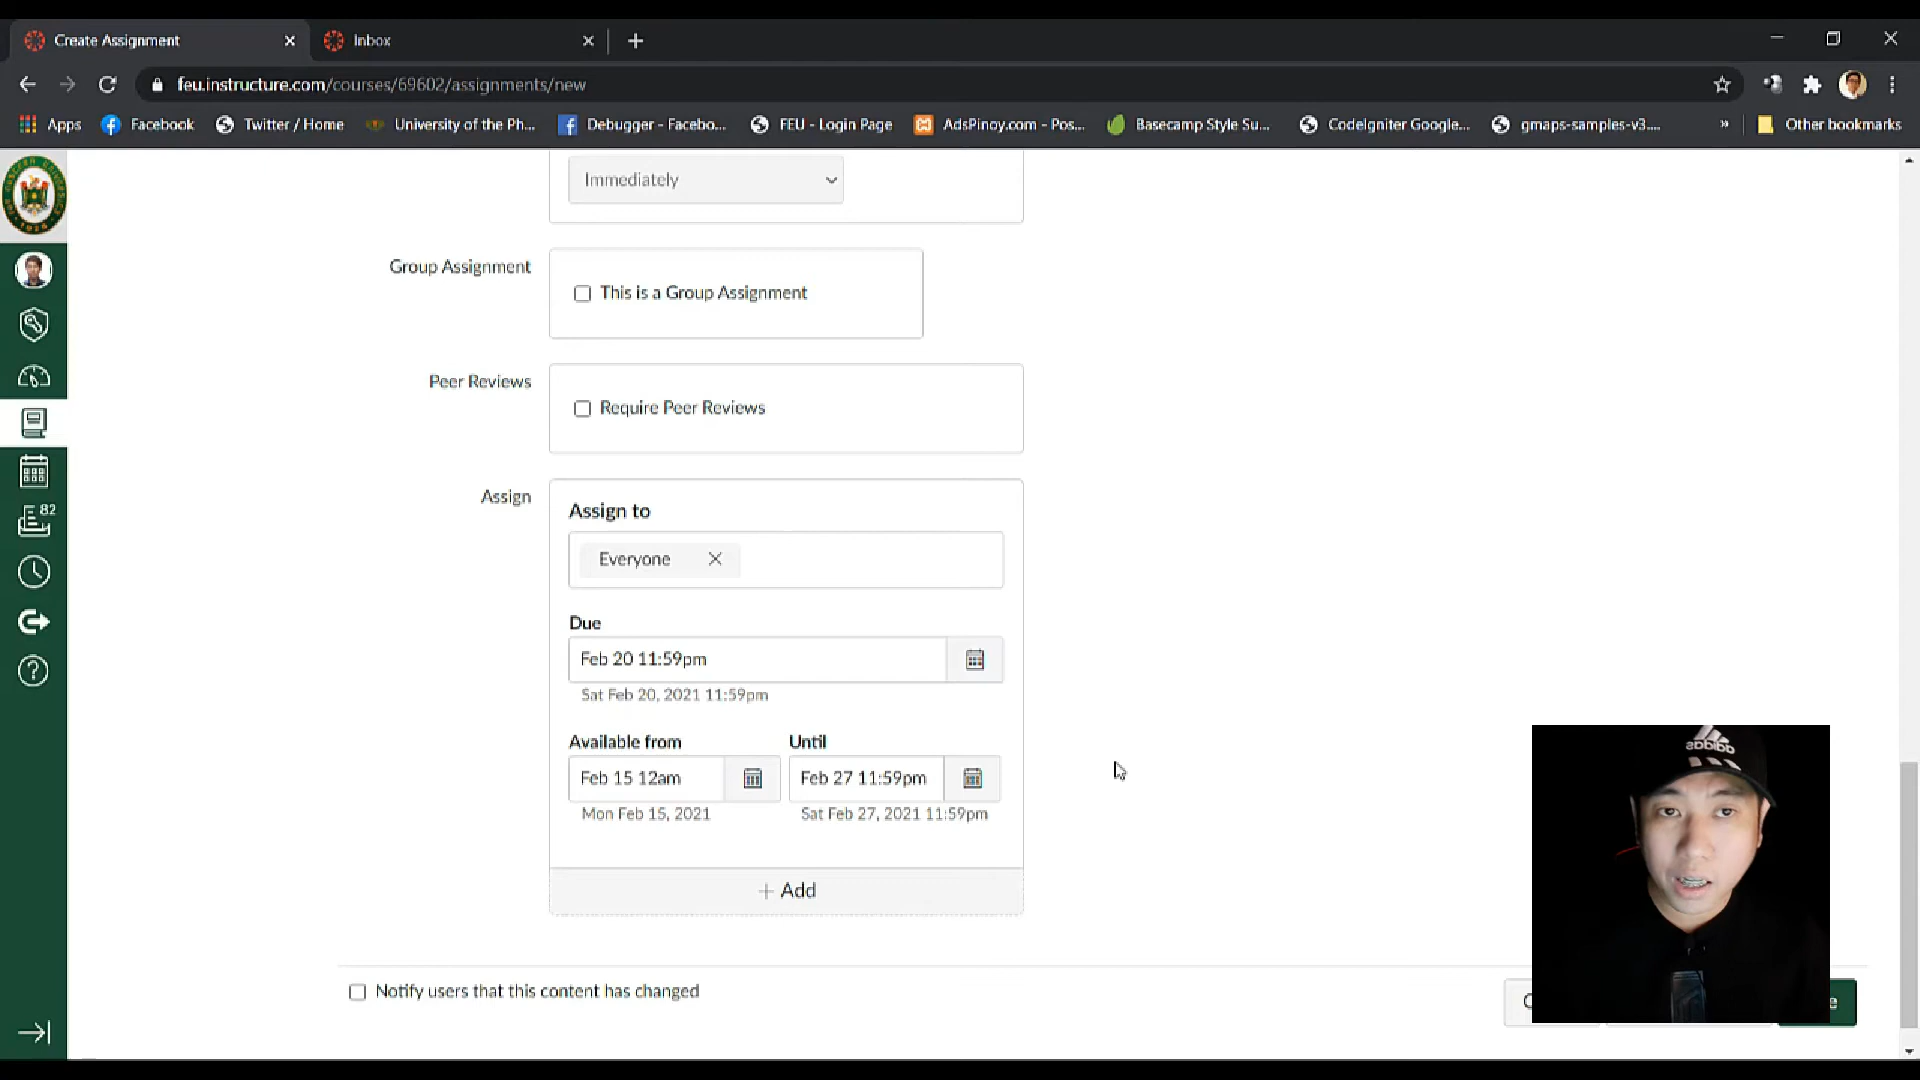 Create Assignment
Inbox
feu.instructure.com/courses/69602/assignments/new
Apps
Facebook
Twitter / Home
University of the Ph...
Debugger - Facebo...
FEU - Login Page
AdsPinoy.com - Pos...
Basecamp Style Su...
CodeIgniter Google...
gmaps-samples-v3....
»
Other bookmarks
Immediately
Group Assignment
This is a Group Assignment
Peer Reviews
Require Peer Reviews
Assign
Assign to
Everyone
Due
Feb 20 11:59pm
Sat Feb 20, 2021 11:59pm
Available from
Until
Feb 15 12am
Feb 27 11:59pm
Mon Feb 15, 2021
Sat Feb 27, 2021 11:59pm
+ Add
82
Notify users that this content has changed